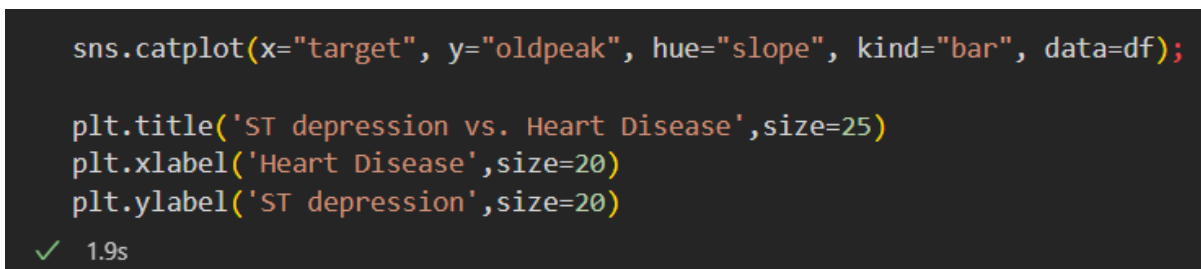 sns.catplot(x="target", y="oldpeak", hue="slope", kind="bar", data=df);
plt.title('ST depression vs. Heart Disease',size=25)
plt.xlabel('Heart Disease',size=20)
plt.ylabel('ST depression',size=20)
✓ 1.9s